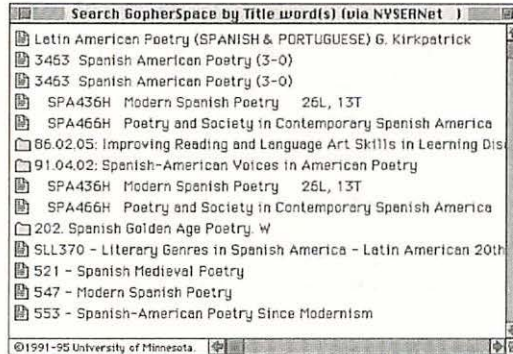 Search GopherSpace by Title word(s) (via NYSERNet )
Latin American Poetry (SPANISH & PORTUGUESE) G. Kirkpatrick
3463 Spanish American Poetry (3-0)
3463 Spanish American Poetry (3-0)
SPA436H Modern Spanish Poetry 26L, 13T
SPA466H Poetry and Society in Contemporary Spanish America
86.02.05: Improving Reading and Language Art Skills in Learning Dis
91.04.02: Spanish-American Voices in American Poetry
SPA436H Modern Spanish Poetry 26L, 13T
SPA466H Poetry and Society in Contemporary Spanish America
202. Spanish Golden Age Poetry. W
SLL370 - Literary Genres in Spanish America - Latin American 20th
521 - Spanish Medieval Poetry
547 - Modern Spanish Poetry
553 - Spanish-American Poetry Since Modernism
©1991-95 University of Minnesota.